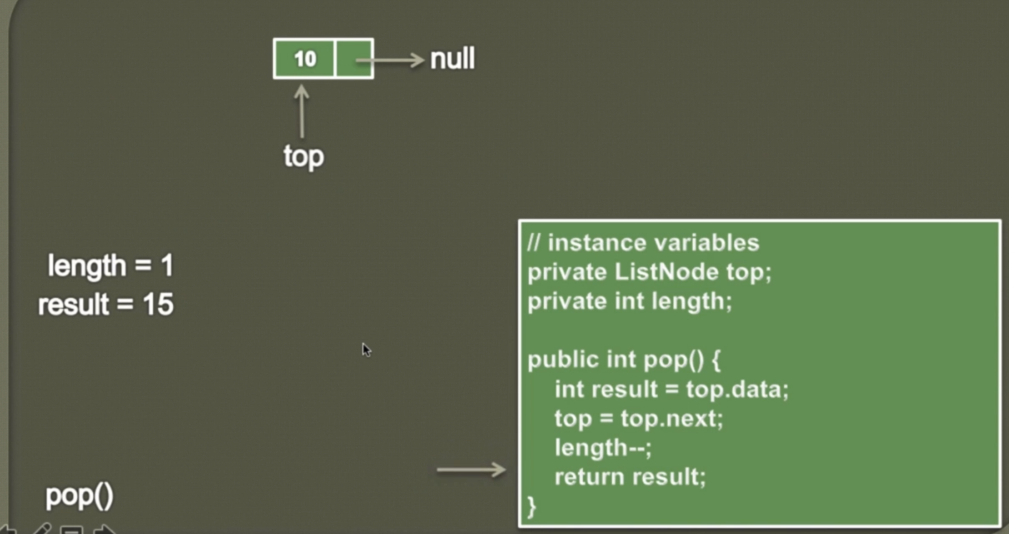 10
null
top
length = 1
result = 15
pop()
// instance variables
private ListNode top;
private int length;
public int pop() {
int result = top.data;
top = top.next;
length--;
return result;
}